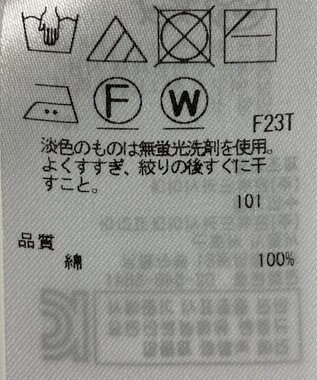 F
W
F23T
淡色のものは無蛍光洗剤を使用。
よくすすぎ、絞りの後すぐに干
すこと。
101
品質
綿 100%